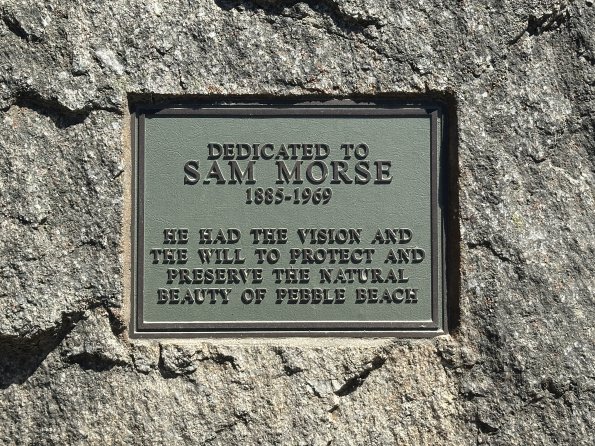 DEDICATED TO
SAM MORSE
1885-1969
HE HAD THE VISION AND
THE WILL TO PROTECT AND
PRESERVE THE NATURAL
BEAUTY OF PEBBLE BEACH